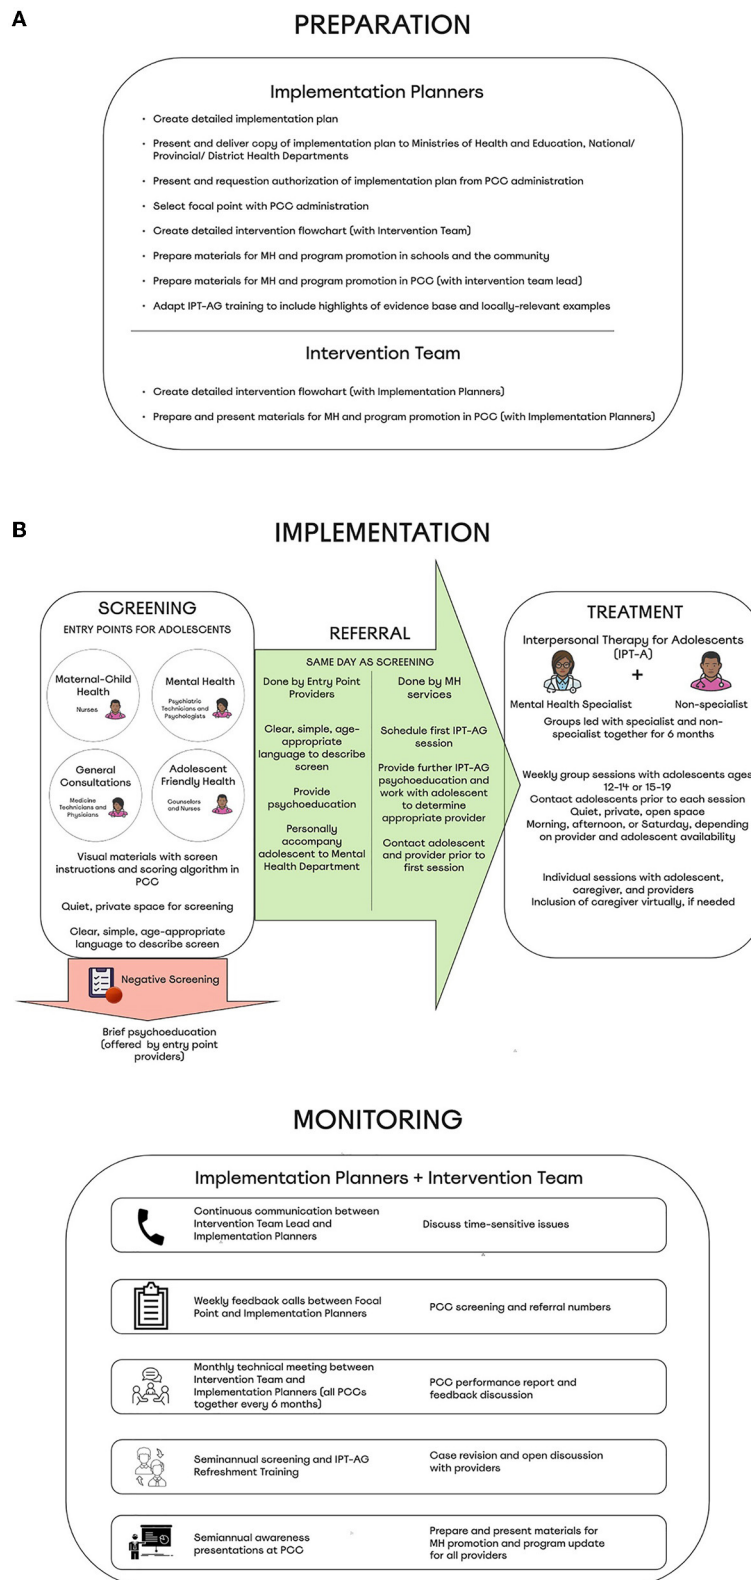 A
PREPARATION
Implementation Planners
• Create detailed implementation plan
• Present and deliver copy of implementation plan to Ministries of Health and Education, National/
Provincial/ District Health Departments
• Present and requestion authorization of implementation plan from PCC administration
• Select focal point with PCC administration
• Create detailed intervention flowchart (with Intervention Team)
• Prepare materials for MH and program promotion in schools and the community
• Prepare materials for MH and program promotion in PCC (with intervention team lead)
• Adapt IPT-AG training to include highlights of evidence base and locally-relevant examples
Intervention Team
• Create detailed intervention flowchart (with Implementation Planners)
• Prepare and present materials for MH and program promotion in PCC (with Implementation Planners)
B
IMPLEMENTATION
SCREENING
ENTRY POINTS FOR ADOLESCENTS
Maternal-Child
Health
Nurses
Mental Health
Psychiatric
Technicians and
Psychologists
General
Consultations
Medicine
Technicians and
Physicians
Adolescent
Friendly Health
Counselors
and Nurses
Visual materials with screen
instructions and scoring algorithm in
PCC
Quiet, private space for screening
Clear, simple, age-appropriate
language to describe screen
Negative Screening
Brief psychoeducation
(offered by entry point
providers)
REFERRAL
SAME DAY AS SCREENING
Done by Entry Point
Providers
Clear, simple, age-
appropriate
language to describe
screen
Provide
psychoeducation
Personally
accompany
adolescent to Mental
Health Department
Done by MH
services
Schedule first IPT-AG
session
Provide further IPT-AG
psychoeducation and
work with adolescent
to determine
appropriate provider
Contact adolescent
and provider prior to
first session
TREATMENT
Interpersonal Therapy for Adolescents
(IPT-A)
+
Mental Health Specialist
Non-specialist
Groups led with specialist and non-
specialist together for 6 months
Weekly group sessions with adolescents ages
12-14 or 15-19
Contact adolescents prior to each session
Quiet, private, open space
Morning, afternoon, or Saturday, depending
on provider and adolescent availability
Individual sessions with adolescent,
caregiver, and providers
Inclusion of caregiver virtually, if needed
MONITORING
Implementation Planners + Intervention Team
Continuous communication between
Intervention Team Lead and
Implementation Planners
Discuss time-sensitive issues
Weekly feedback calls between Focal
Point and Implementation Planners
PCC screening and referral numbers
Monthly technical meeting between
Intervention Team and
Implementation Planners (all PCCs
together every 6 months)
PCC performance report and
feedback discussion
Seminannual screening and IPT-AG
Refreshment Training
Case revision and open discussion
with providers
Semiannual awareness
presentations at PCC
Prepare and present materials for
MH promotion and program update
for all providers